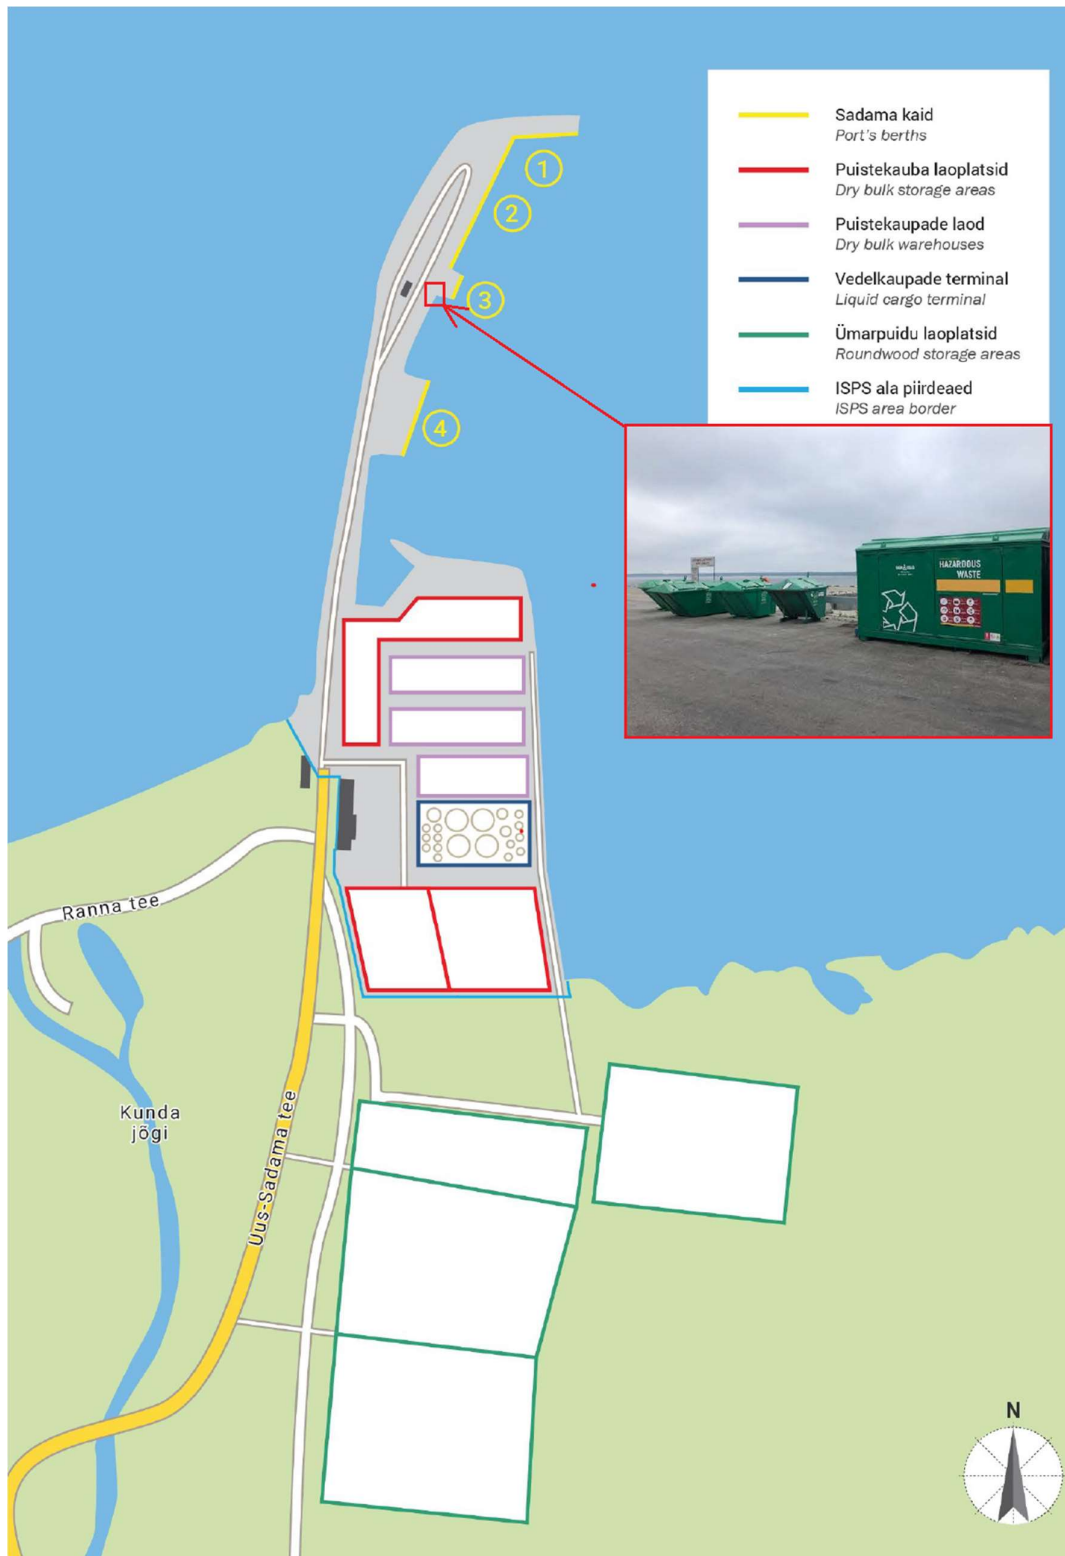 Sadama kaid
Port's berths
Puistekauba laoplatsid
Dry bulk storage areas
Puistekaupade laod
Dry bulk warehouses
Vedelkaupade terminal
Liquid cargo terminal
Ümarpuidu laoplatsid
Roundwood storage areas
ISPS ala piirdeaed
ISPS area border
1
2
3
4
HAZARDOUS
WASTE
Ranna tee
Kunda
jõgi
Uus-Sadama tee
N